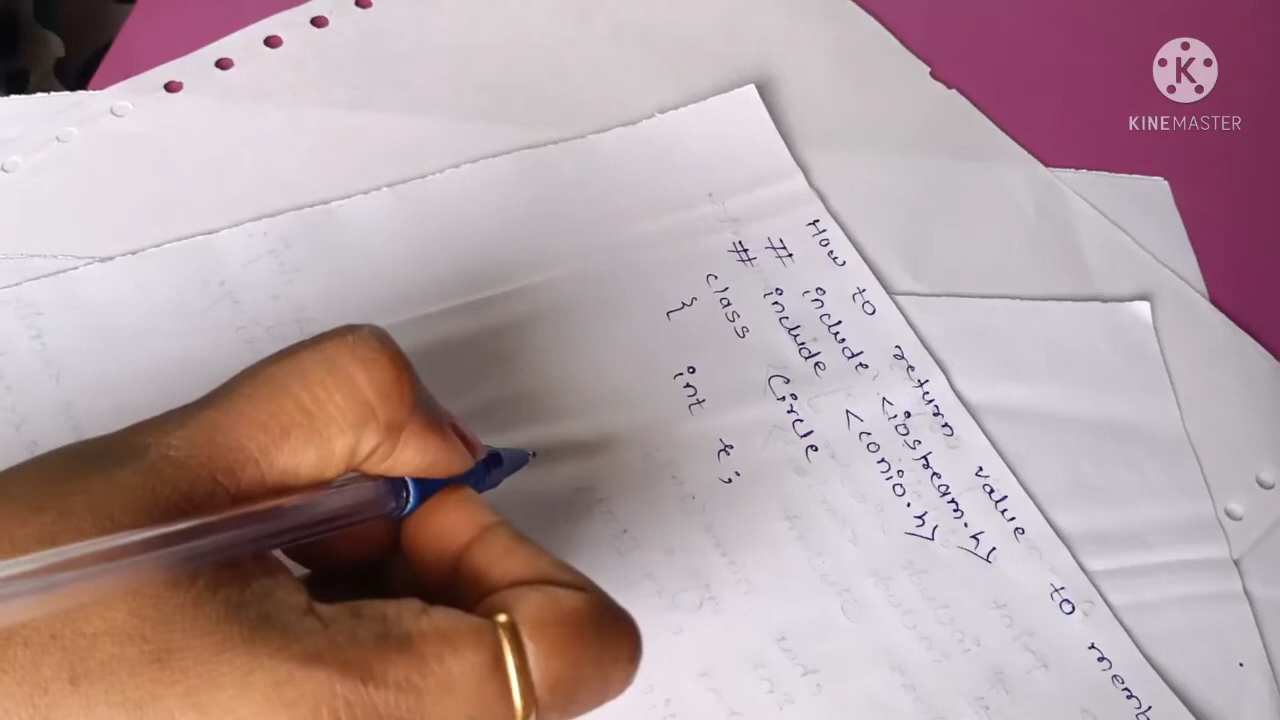 How to return value to memb
# include <iostream.h>
# include <conio.h>
class Circle
{
int r;
KINEMASTER